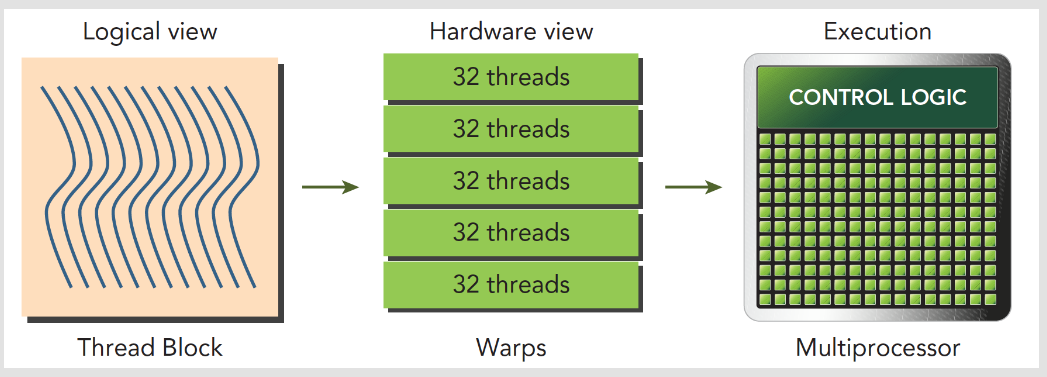 Logical view
Hardware view
Execution
32 threads
32 threads
32 threads
32 threads
32 threads
CONTROL LOGIC
Thread Block
Warps
Multiprocessor